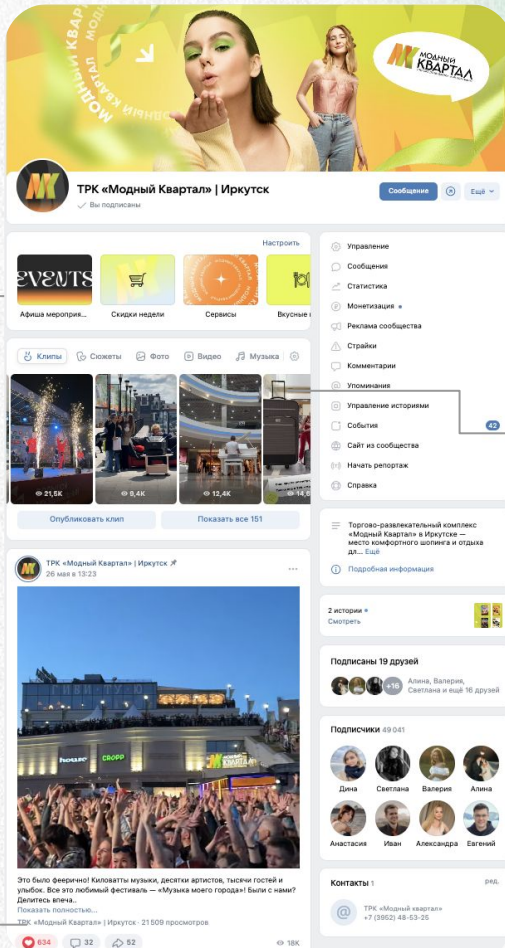 МОДНЫЙ КВАРТАЛ
МОДНЫЙ
КВАРТАЛ
ТРК «Модный Квартал» | Иркутск
Вы подписаны
Сообщение
Ещё
Настроить
EVENTS
Афиша мероприя...
Скидки недели
Сервисы
Вкусные
Клипы
Сюжеты
Фото
Видео
Музыка
21,5K
9,4K
12,4K
14,6
Опубликовать клип
Показать все 151
ТРК «Модный Квартал» | Иркутск
26 мая в 13:23
house
CROPP
КВАРТАЛ
Это было феерично! Киловатты музыки, десятки артистов, тысячи гостей и
улыбок. Все это любимый фестиваль — «Музыка моего города»! Были с нами?
Делитесь впеча..
Показать полностью...
ТРК «Модный Квартал» | Иркутск · 21 509 просмотров
634
32
52
18K
Управление
Сообщения
Статистика
Монетизация
Реклама сообщества
Страйки
Комментарии
Упоминания
Управление историями
События
42
Сайт из сообщества
Начать репортаж
Справка
Торгово-развлекательный комплекс
«Модный Квартал» в Иркутске —
место комфортного шопинга и отдыха
дл... Ещё
Подробная информация
2 истории
Смотреть
Подписаны 19 друзей
+16
Алина, Валерия,
Светлана и ещё 16 друзей
Подписчики 49 041
Дина
Светлана
Валерия
Алина
Анастасия
Иван
Александра
Евгений
Контакты 1
ред.
ТРК «Модный квартал»
+7 (3952) 48-53-25